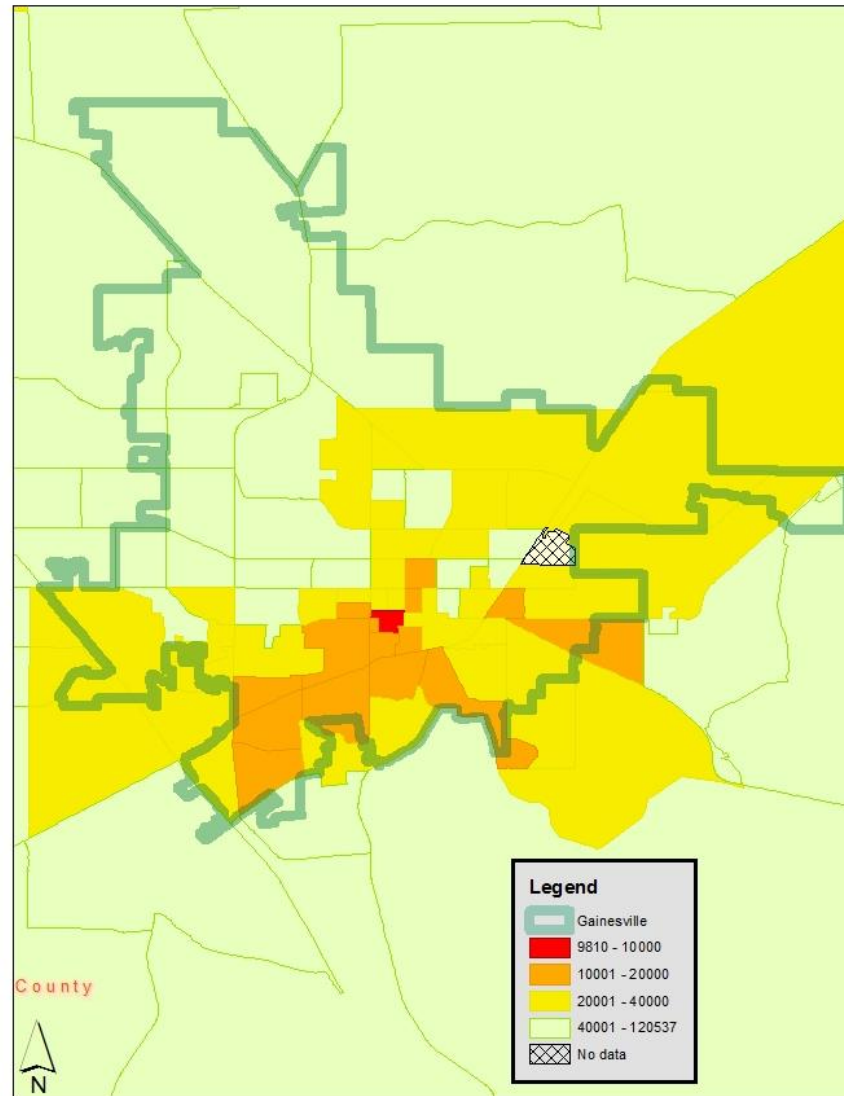 Legend
Gainesville
9810 - 10000
10001 - 20000
20001 - 40000
40001 - 120537
No data
County
N